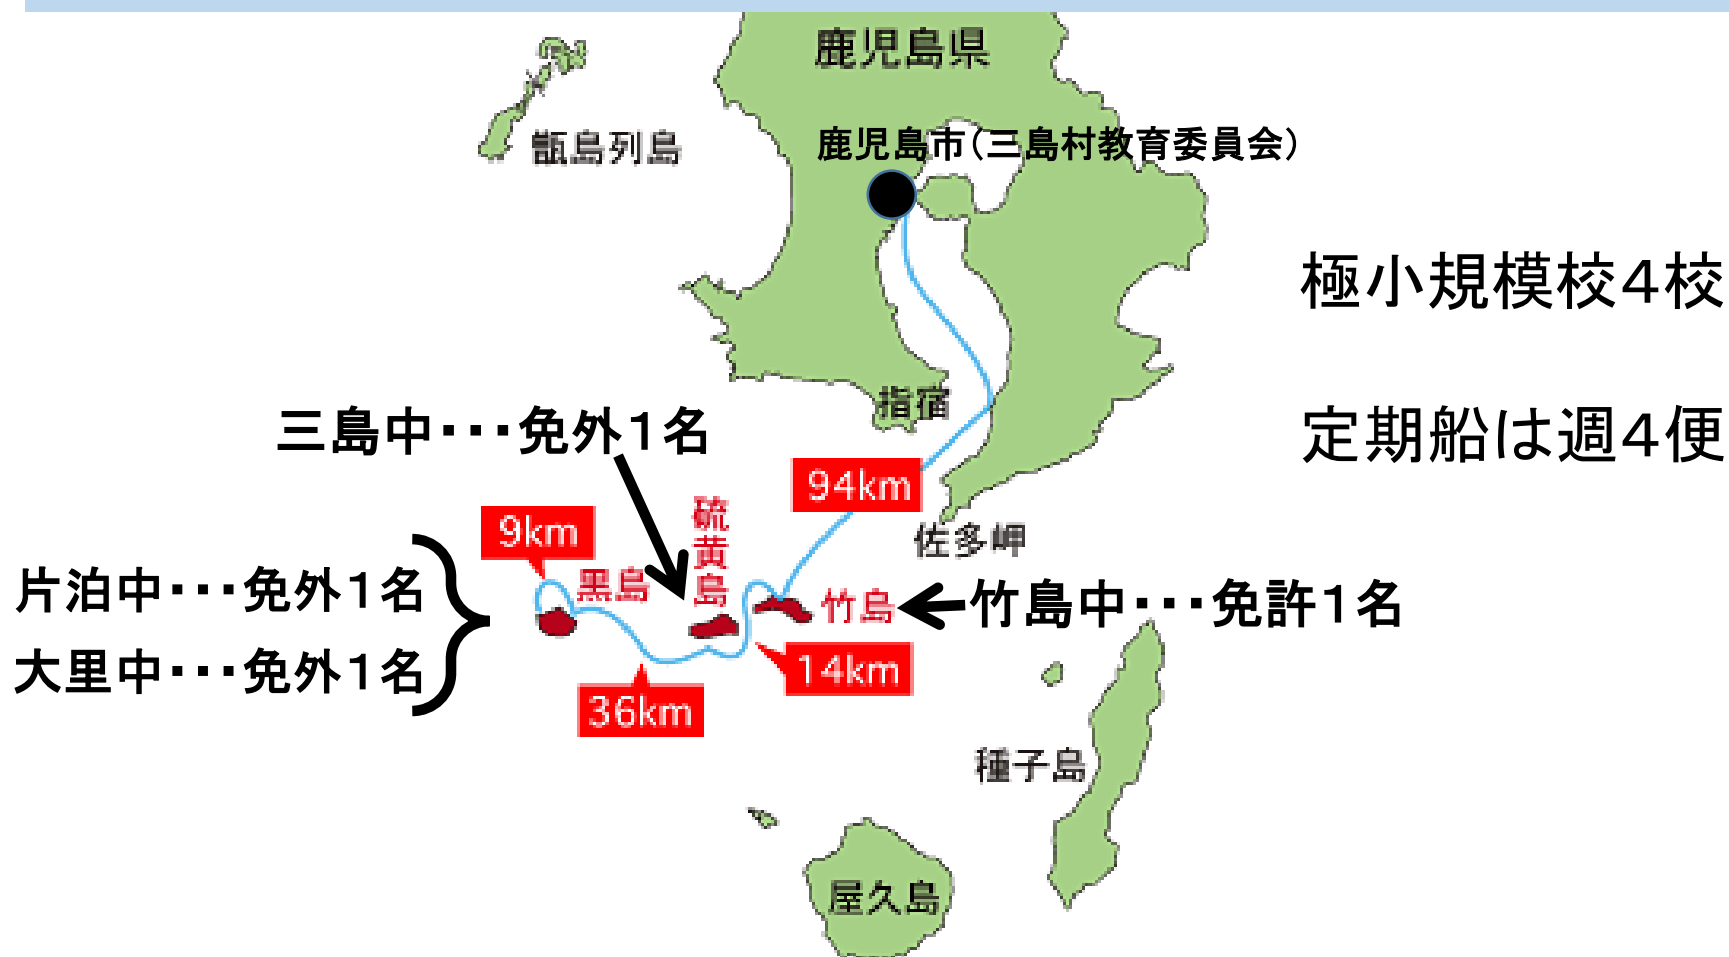 鹿児島県
甑島列島
鹿児島市（三島村教育委員会）
極小規模校４校
定期船は週４便
指宿
三島中・・・免外１名
94km
9km
硫黄島
佐多岬
黒島
竹島
竹島中・・・免許１名
片泊中・・・免外１名
大里中・・・免外１名
14km
36km
種子島
屋久島